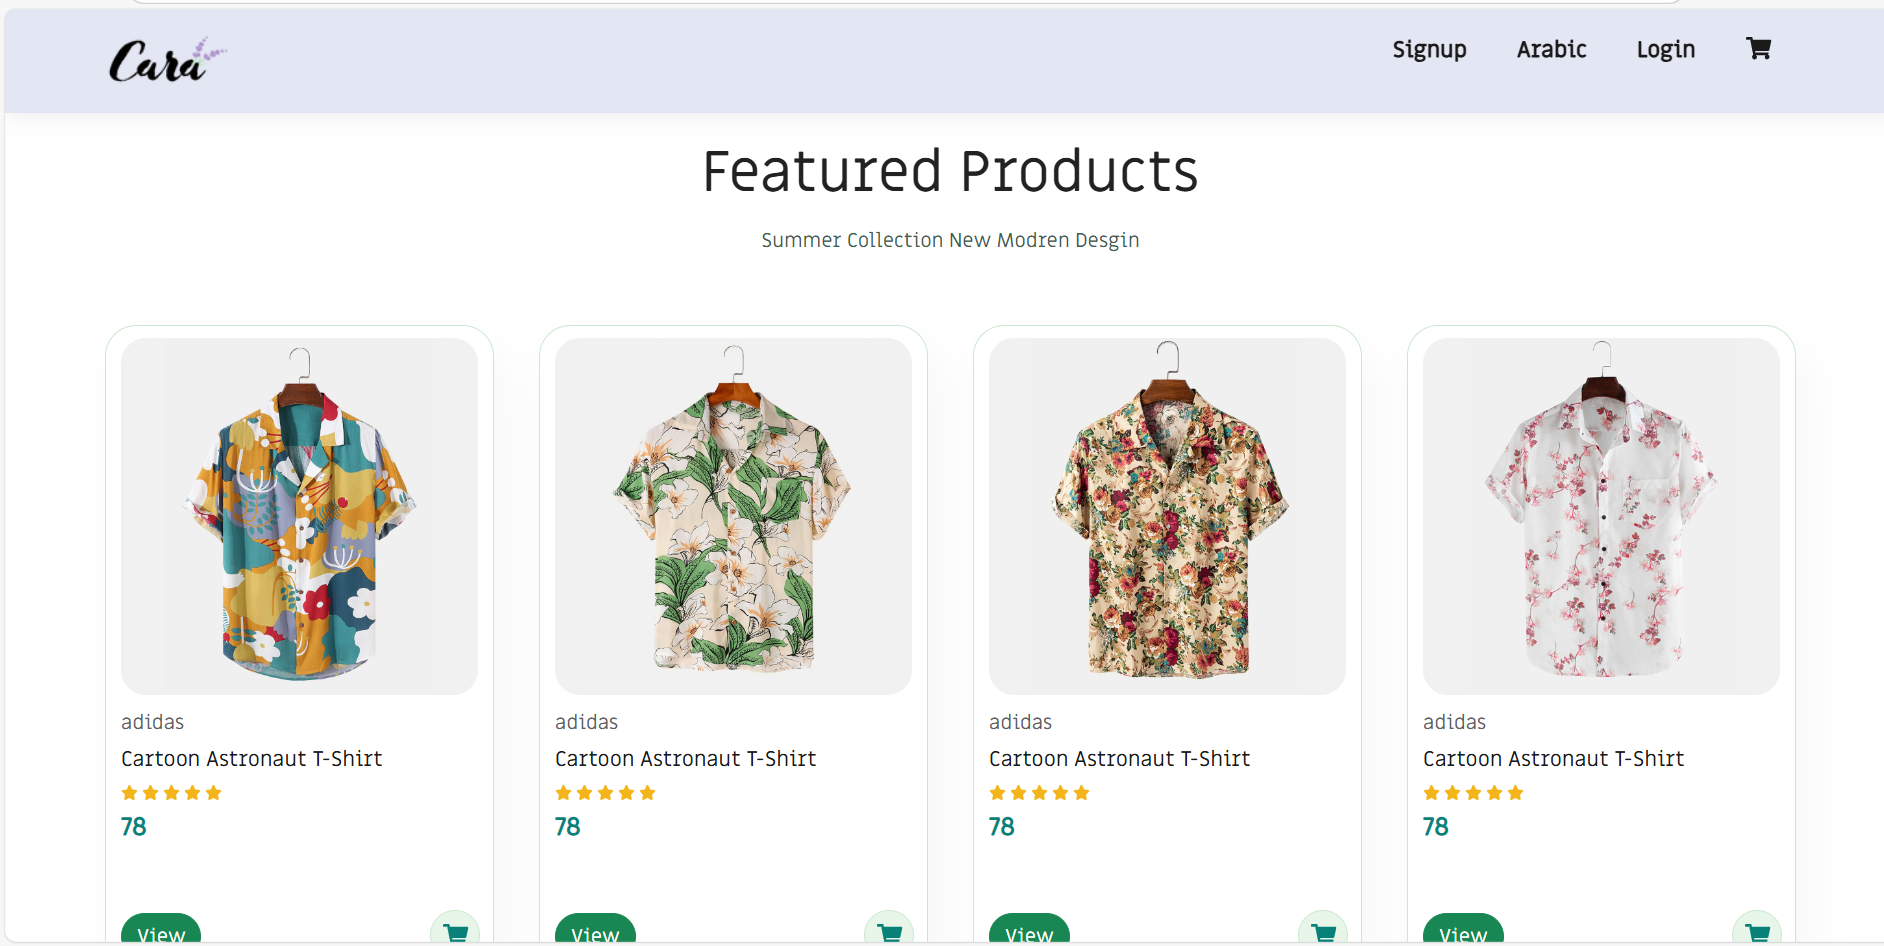 Cara
Signup Arabic Login
Featured Products
Summer Collection New Modren Desgin
adidas adidas adidas adidas
Cartoon Astronaut T-Shirt Cartoon Astronaut T-Shirt Cartoon Astronaut T-Shirt Cartoon Astronaut T-Shirt
78 78 78 78
View View View View